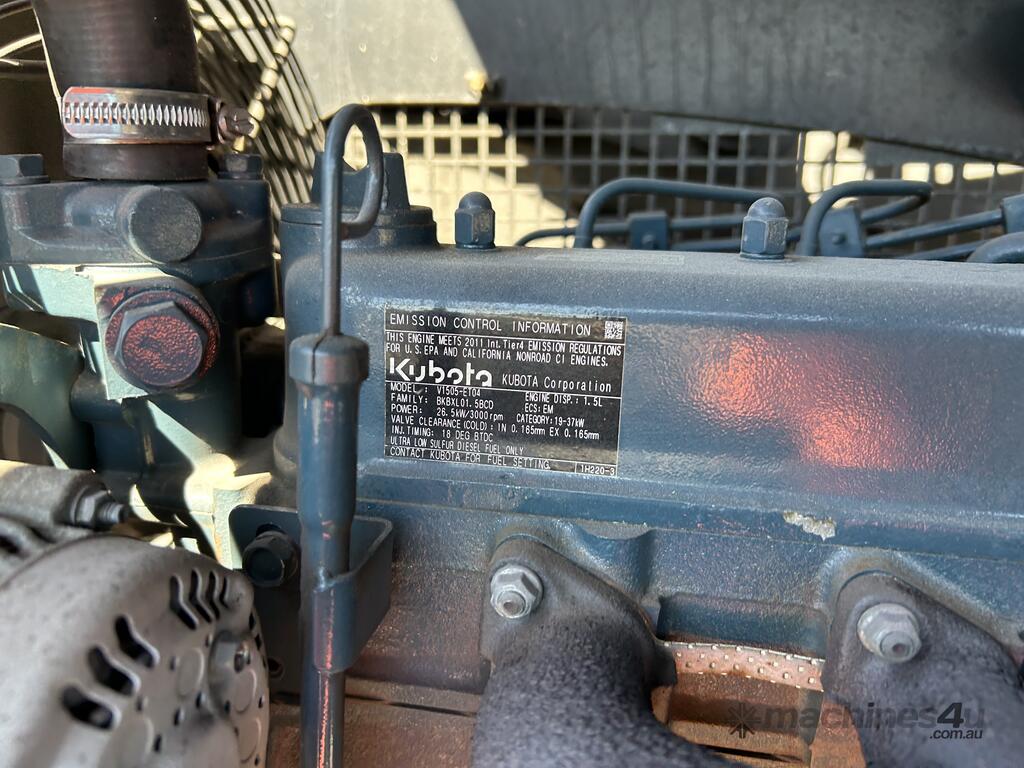 EMISSION CONTROL INFORMATION
THIS ENGINE MEETS 2011 Int. Tier4 EMISSION REGULATIONS
FOR U.S. EPA AND CALIFORNIA NONROAD CI ENGINES.
Kubota KUBOTA Corporation
MODEL: V1505-ET04 ENGINE DISP.: 1.5L
FAMILY: BKBXL01.5BCD ECS: EM
POWER: 26.5kW/3000rpm CATEGORY: 19-37kW
VALVE CLEARANCE (COLD): IN 0.165mm EX 0.165mm
INJ. TIMING: 18 DEG BTDC
ULTRA LOW SULFUR DIESEL FUEL ONLY
CONTACT KUBOTA FOR FUEL SETTING 1H220-3
machines4u
.com.au